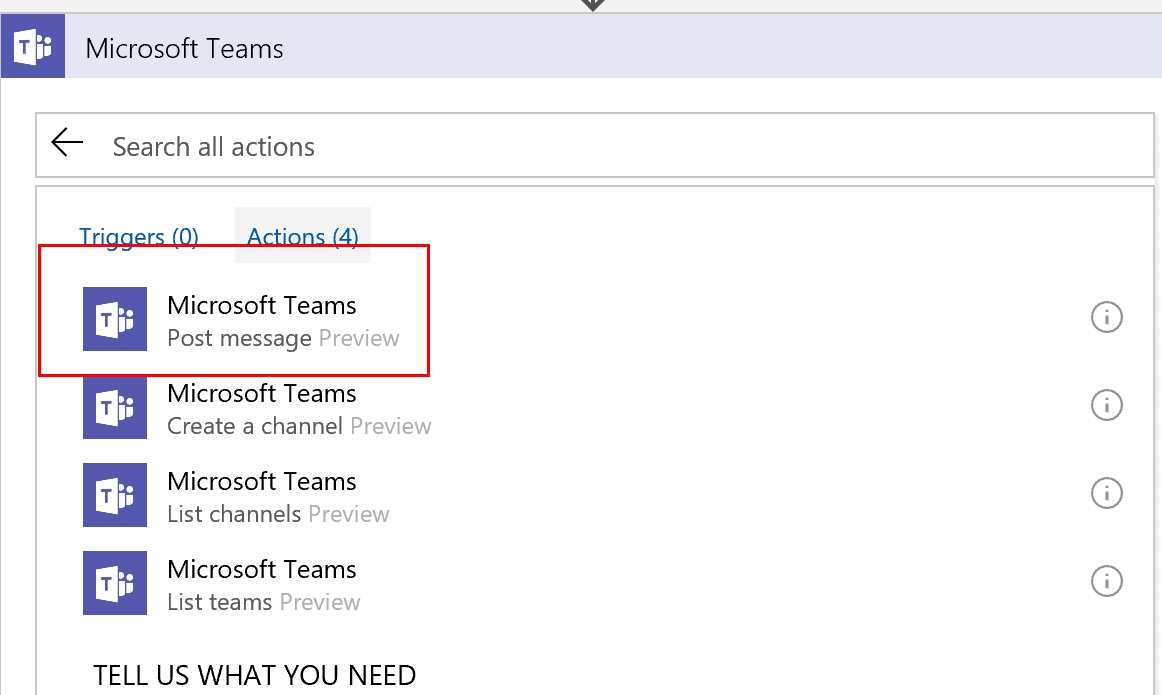 Microsoft Teams
Search all actions
Triggers (0) Actions (4)
Microsoft Teams
Post message Preview
Microsoft Teams
Create a channel Preview
Microsoft Teams
List channels Preview
Microsoft Teams
List teams Preview
TELL US WHAT YOU NEED